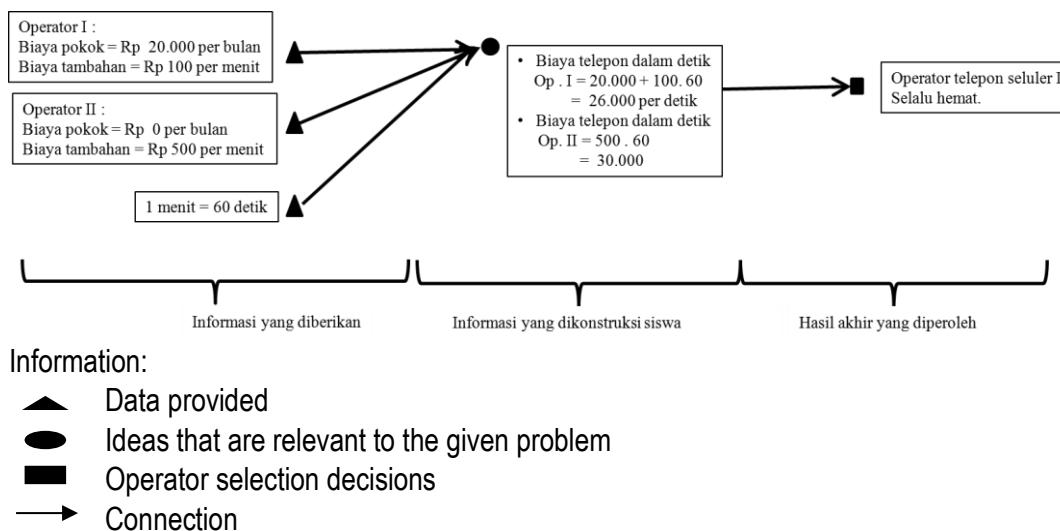 Operator I :
Biaya pokok = Rp 20.000 per bulan
Biaya tambahan = Rp 100 per menit
Operator II :
Biaya pokok = Rp 0 per bulan
Biaya tambahan = Rp 500 per menit
1 menit = 60 detik
• Biaya telepon dalam detik
Op . I = 20.000 + 100. 60
= 26.000 per detik
• Biaya telepon dalam detik
Op. II = 500 . 60
= 30.000
Operator telepon seluler I
Selalu hemat.
Informasi yang diberikan
Informasi yang dikonstruksi siswa
Hasil akhir yang diperoleh
Information:
Data provided
Ideas that are relevant to the given problem
Operator selection decisions
Connection